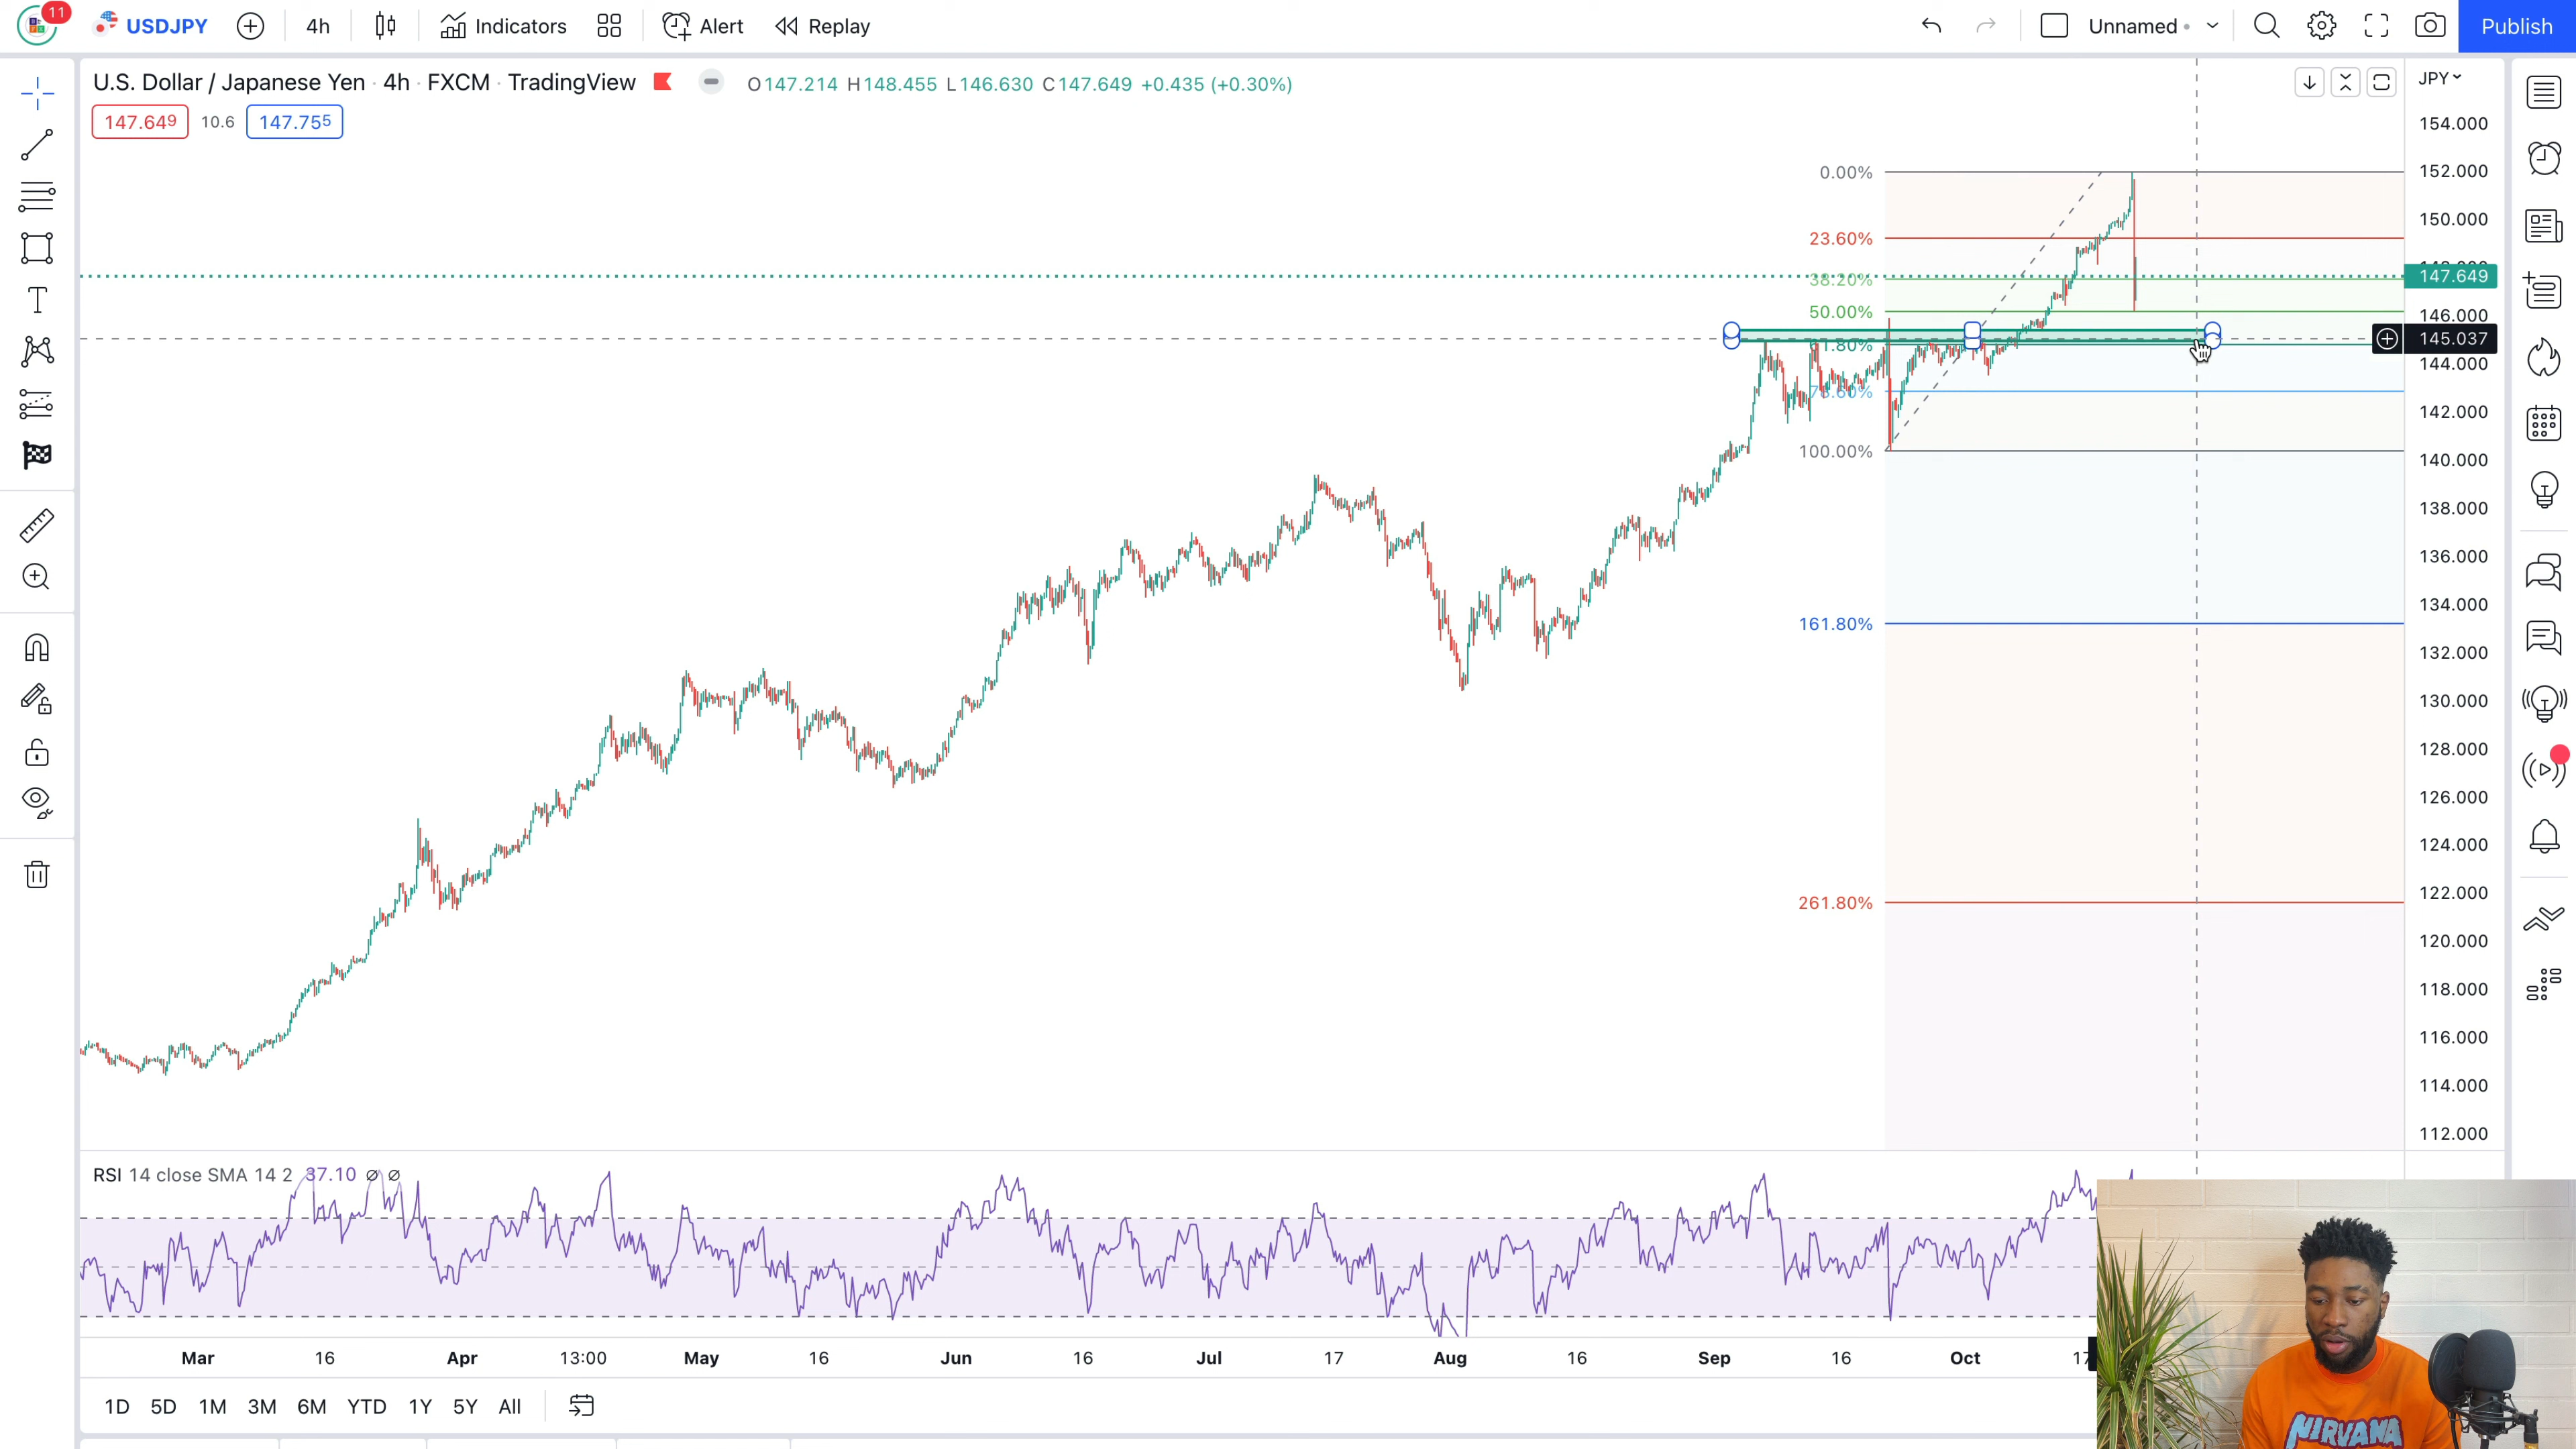 11
USDJPY
4h
Indicators
Alert
Replay
Unnamed
Publish
U.S. Dollar / Japanese Yen · 4h · FXCM · TradingView
O147.214 H148.455 L146.630 C147.649 +0.435 (+0.30%)
JPY
147.649
10.6
147.755
154.000
152.000
150.000
147.649
146.000
145.037
144.000
142.000
140.000
138.000
136.000
134.000
132.000
130.000
128.000
126.000
124.000
122.000
120.000
118.000
116.000
114.000
112.000
0.00%
23.60%
38.20%
50.00%
100.00%
161.80%
261.80%
RSI 14 close SMA 14 2 37.10 ∅ ∅
Mar 16 Apr 13:00 May 16 Jun 16 Jul 17 Aug 16 Sep 16 Oct 17
1D 5D 1M 3M 6M YTD 1Y 5Y All
NIRVANA